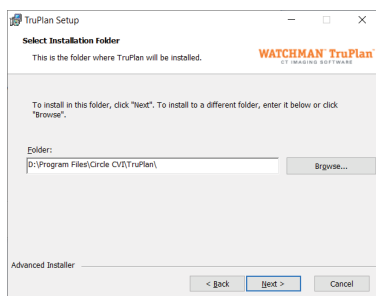 TruPlan Setup
Select Installation Folder
This is the folder where TruPlan will be installed.
WATCHMAN™ TruPlan™
CT IMAGING SOFTWARE
To install in this folder, click "Next". To install to a different folder, enter it below or click
"Browse".
Folder:
D:\Program Files\Circle CVI\TruPlan\
Browse...
Advanced Installer
< Back
Next >
Cancel